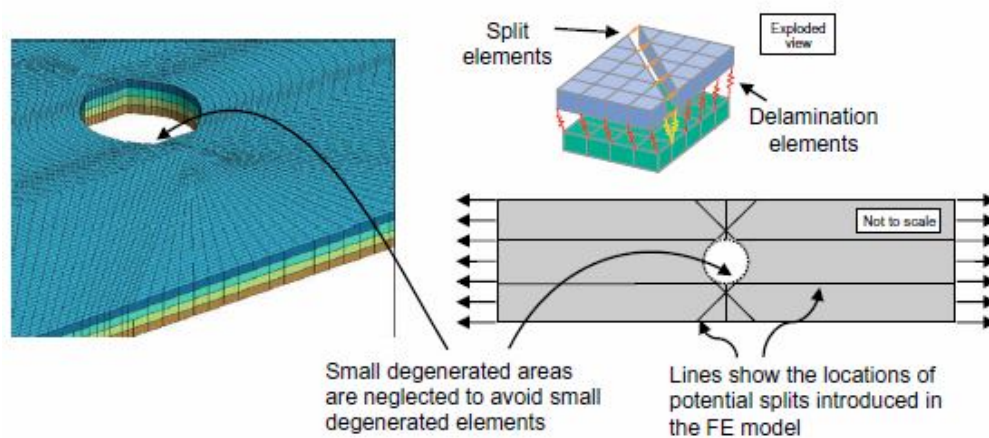 Split
elements
Exploded
view
Delamination
elements
Not to scale
Small degenerated areas
are neglected to avoid small
degenerated elements
Lines show the locations of
potential splits introduced in
the FE model